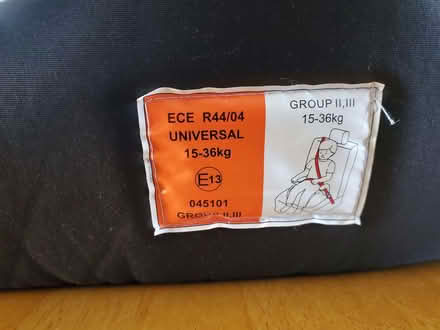 ECE R44/04
UNIVERSAL
15-36kg
E13
045101
GROUP II,III
GROUP II,III
15-36kg